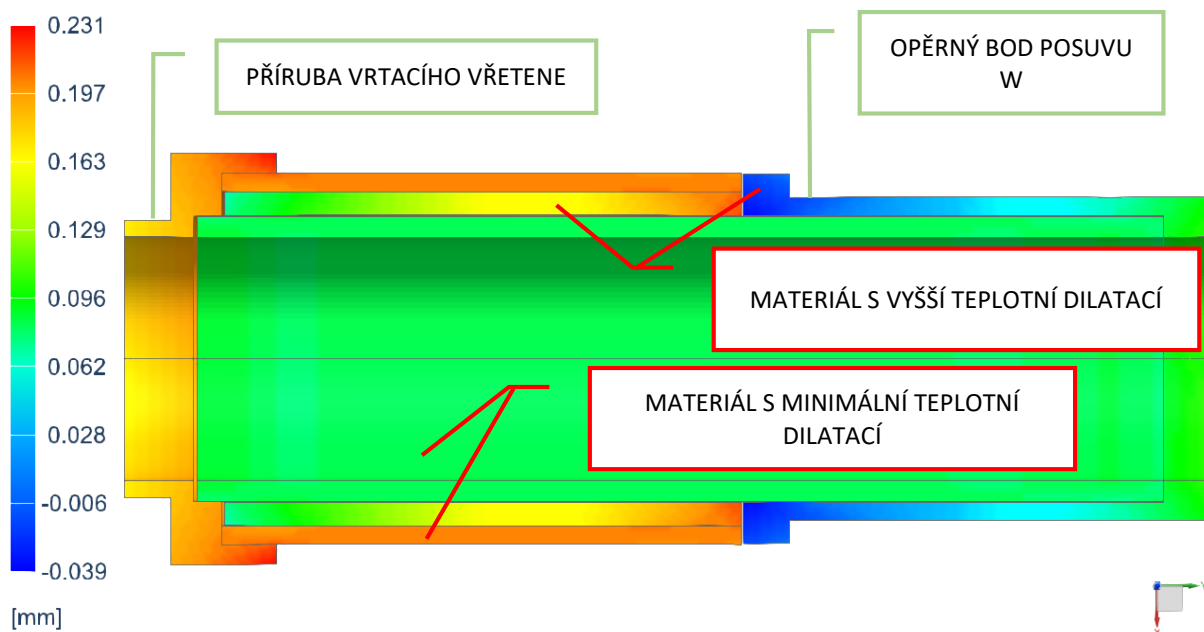 0.231
0.197
0.163
0.129
0.096
0.062
0.028
-0.006
-0.039
[mm]
PŘÍRUBA VRTACÍHO VŘETENE
OPĚRNÝ BOD POSUVU
W
MATERIÁL S VYŠŠÍ TEPLOTNÍ DILATACÍ
MATERIÁL S MINIMÁLNÍ TEPLOTNÍ
DILATACÍ